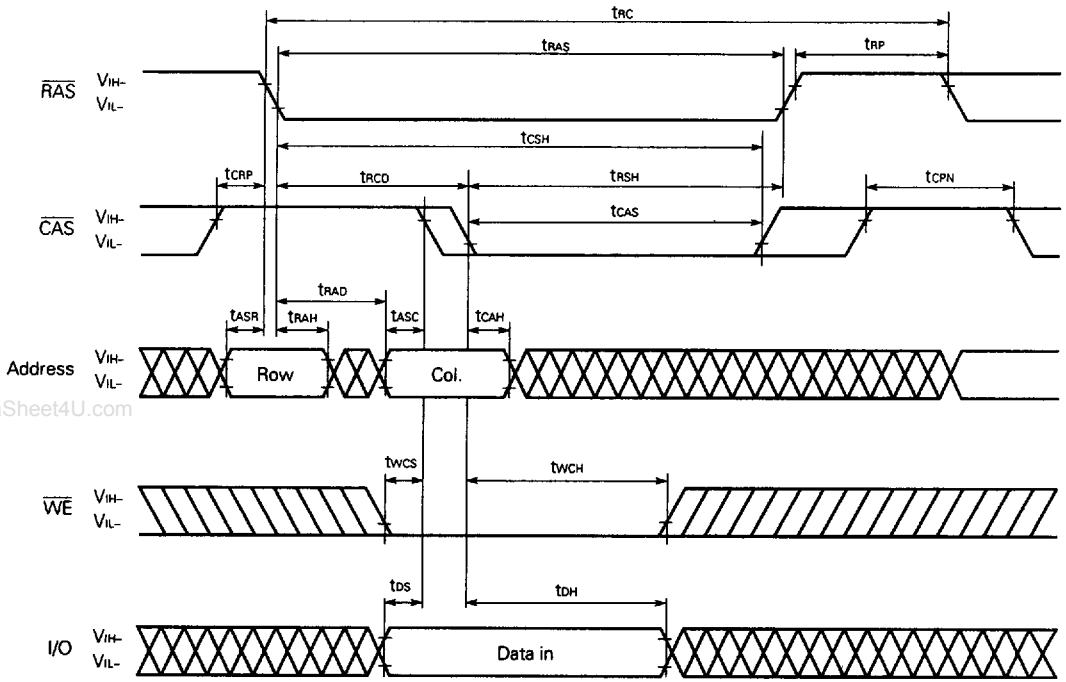 tRC
tRAS tRP
RAS VIH–
VIL–
tCSH
tCRP tRCD tRSH tCPN
CAS VIH– tCAS
VIL–
tRAD
tASR tRAH tASC tCAH
Address VIH– Row Col.
VIL–
aSheet4U.com
tWCS tWCH
WE VIH–
VIL–
tDS tDH
I/O VIH– Data in
VIL–